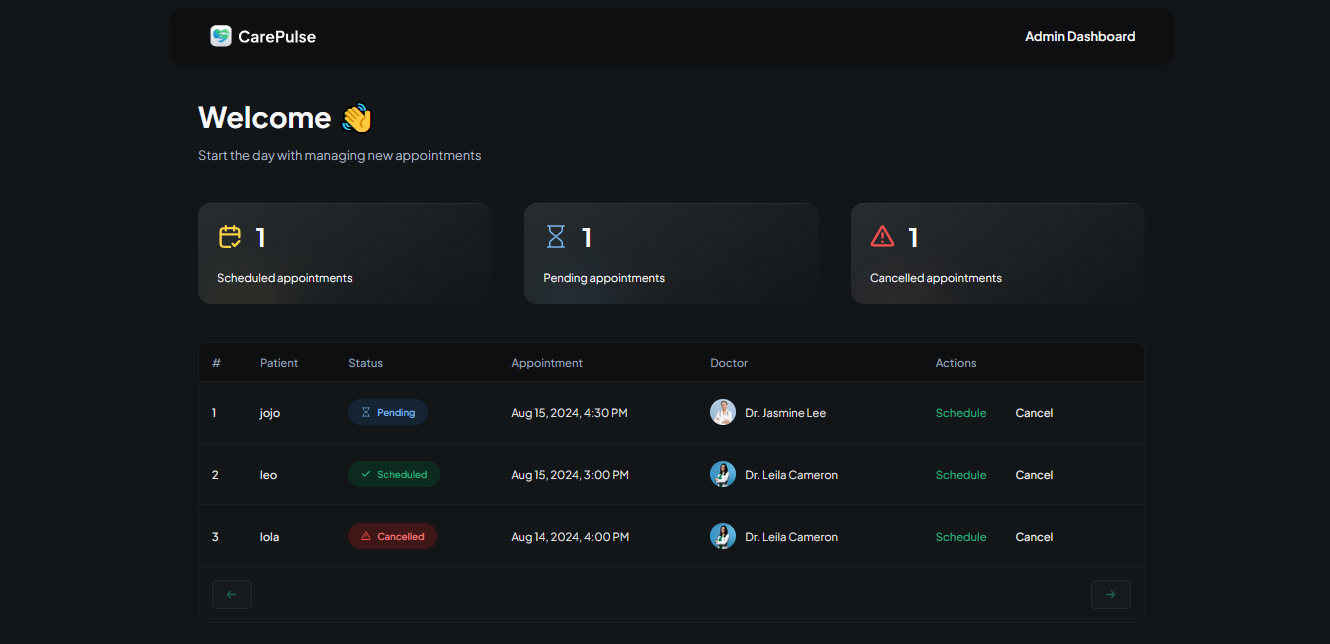 CarePulse
Admin Dashboard
Welcome 👋
Start the day with managing new appointments
1
Scheduled appointments
1
Pending appointments
1
Cancelled appointments
# Patient Status Appointment Doctor Actions
1 jojo Pending Aug 15, 2024, 4:30 PM Dr. Jasmine Lee Schedule Cancel
2 leo Scheduled Aug 15, 2024, 3:00 PM Dr. Leila Cameron Schedule Cancel
3 lola Cancelled Aug 14, 2024, 4:00 PM Dr. Leila Cameron Schedule Cancel